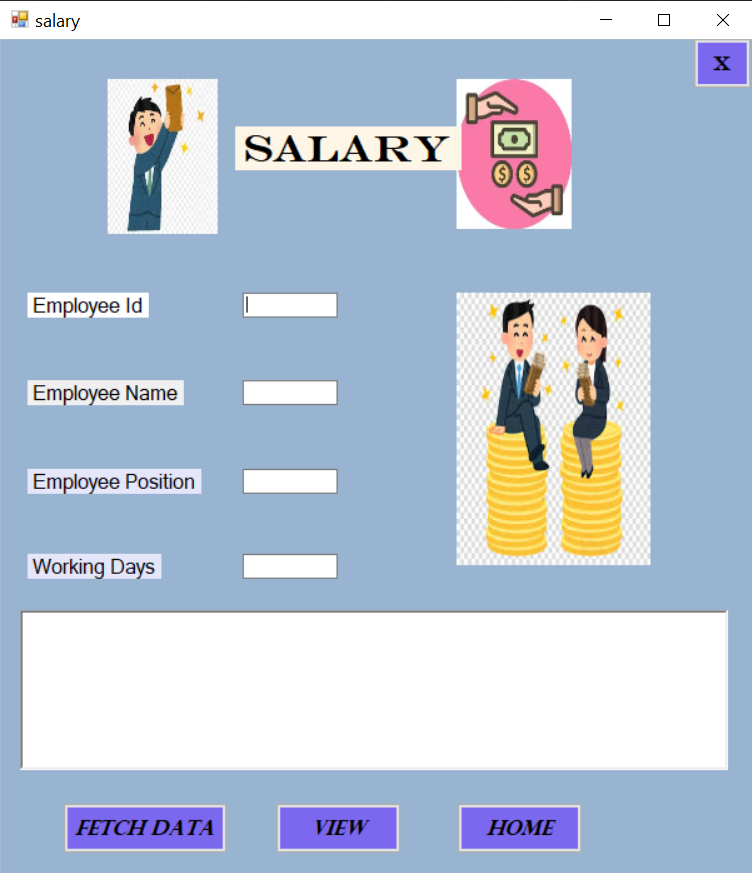 salary
X
SALARY
$ $
Employee Id
Employee Name
Employee Position
Working Days
FETCH DATA
VIEW
HOME